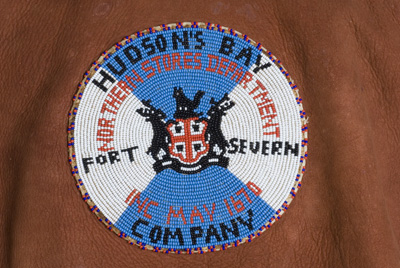 HUDSON'S BAY
NORTHERN STORES DEPARTMENT
FORT SEVERN
INC MAY 1670
COMPANY